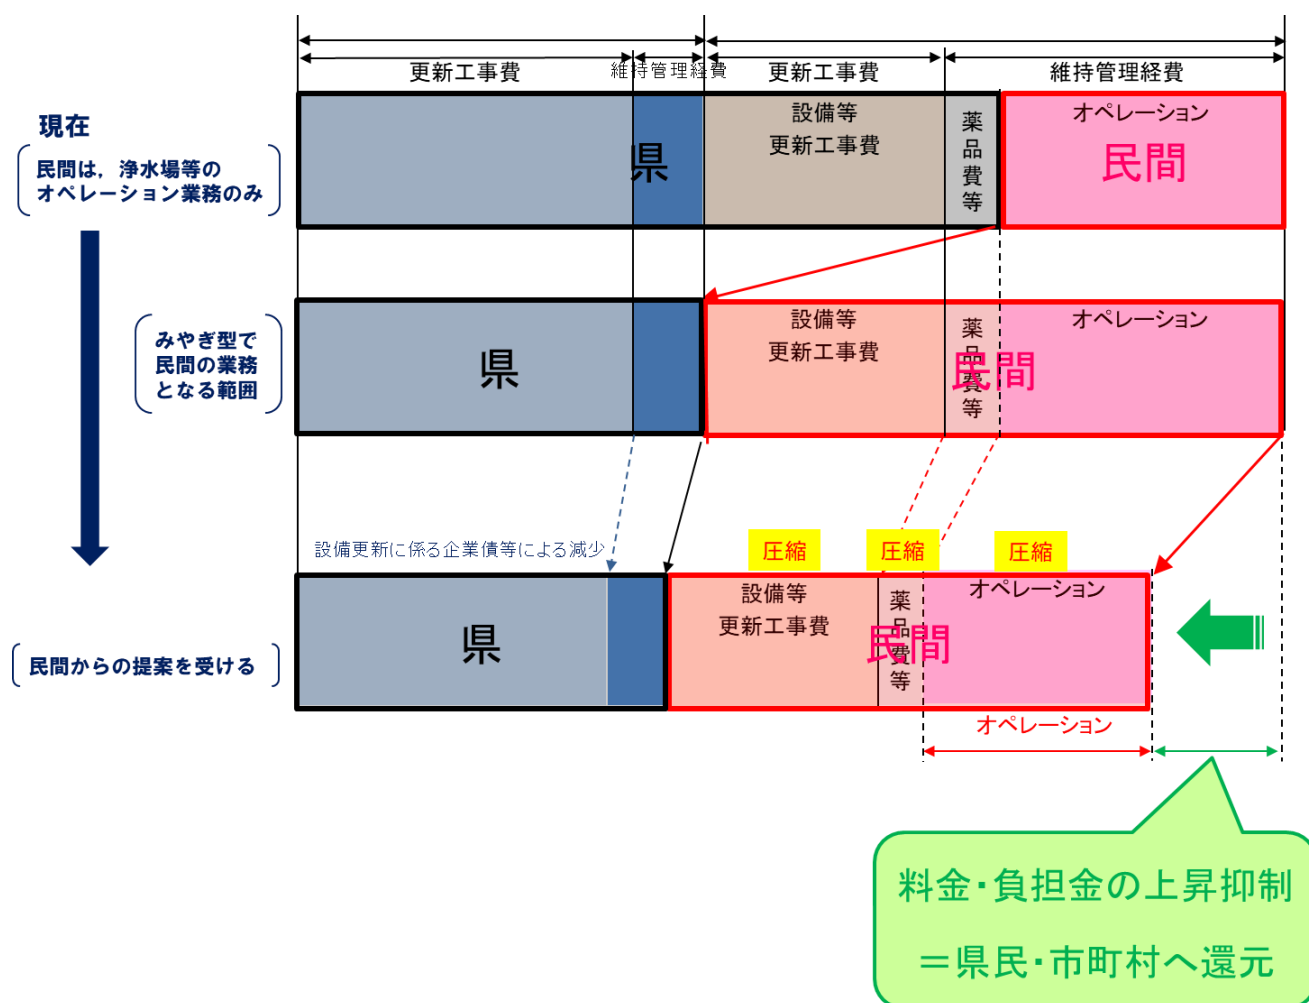 更新工事費
維持管理経費
更新工事費
維持管理経費
現在
民間は，浄水場等の
オペレーション業務のみ
県
設備等
更新工事費
薬品費等
オペレーション
民間
みやぎ型で
民間の業務
となる範囲
県
設備等
更新工事費
薬品費等
オペレーション
民間
設備更新に係る企業債等による減少
圧縮
圧縮
圧縮
民間からの提案を受ける
県
設備等
更新工事費
薬品費等
オペレーション
民間
オペレーション
料金・負担金の上昇抑制
＝県民・市町村へ還元